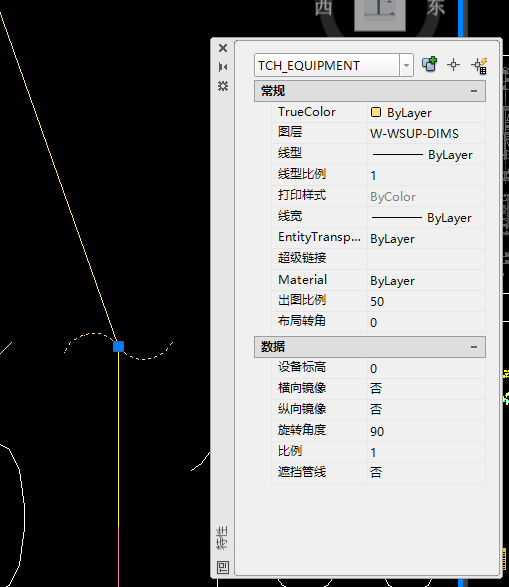 西 上 东
TCH_EQUIPMENT
常规
TrueColor ByLayer
图层 W-WSUP-DIMS
线型 ByLayer
线型比例 1
打印样式 ByColor
线宽 ByLayer
EntityTransp... ByLayer
超级链接
Material ByLayer
出图比例 50
布局转角 0
数据
设备标高 0
横向镜像 否
纵向镜像 否
旋转角度 90
比例 1
遮挡管线 否
特性